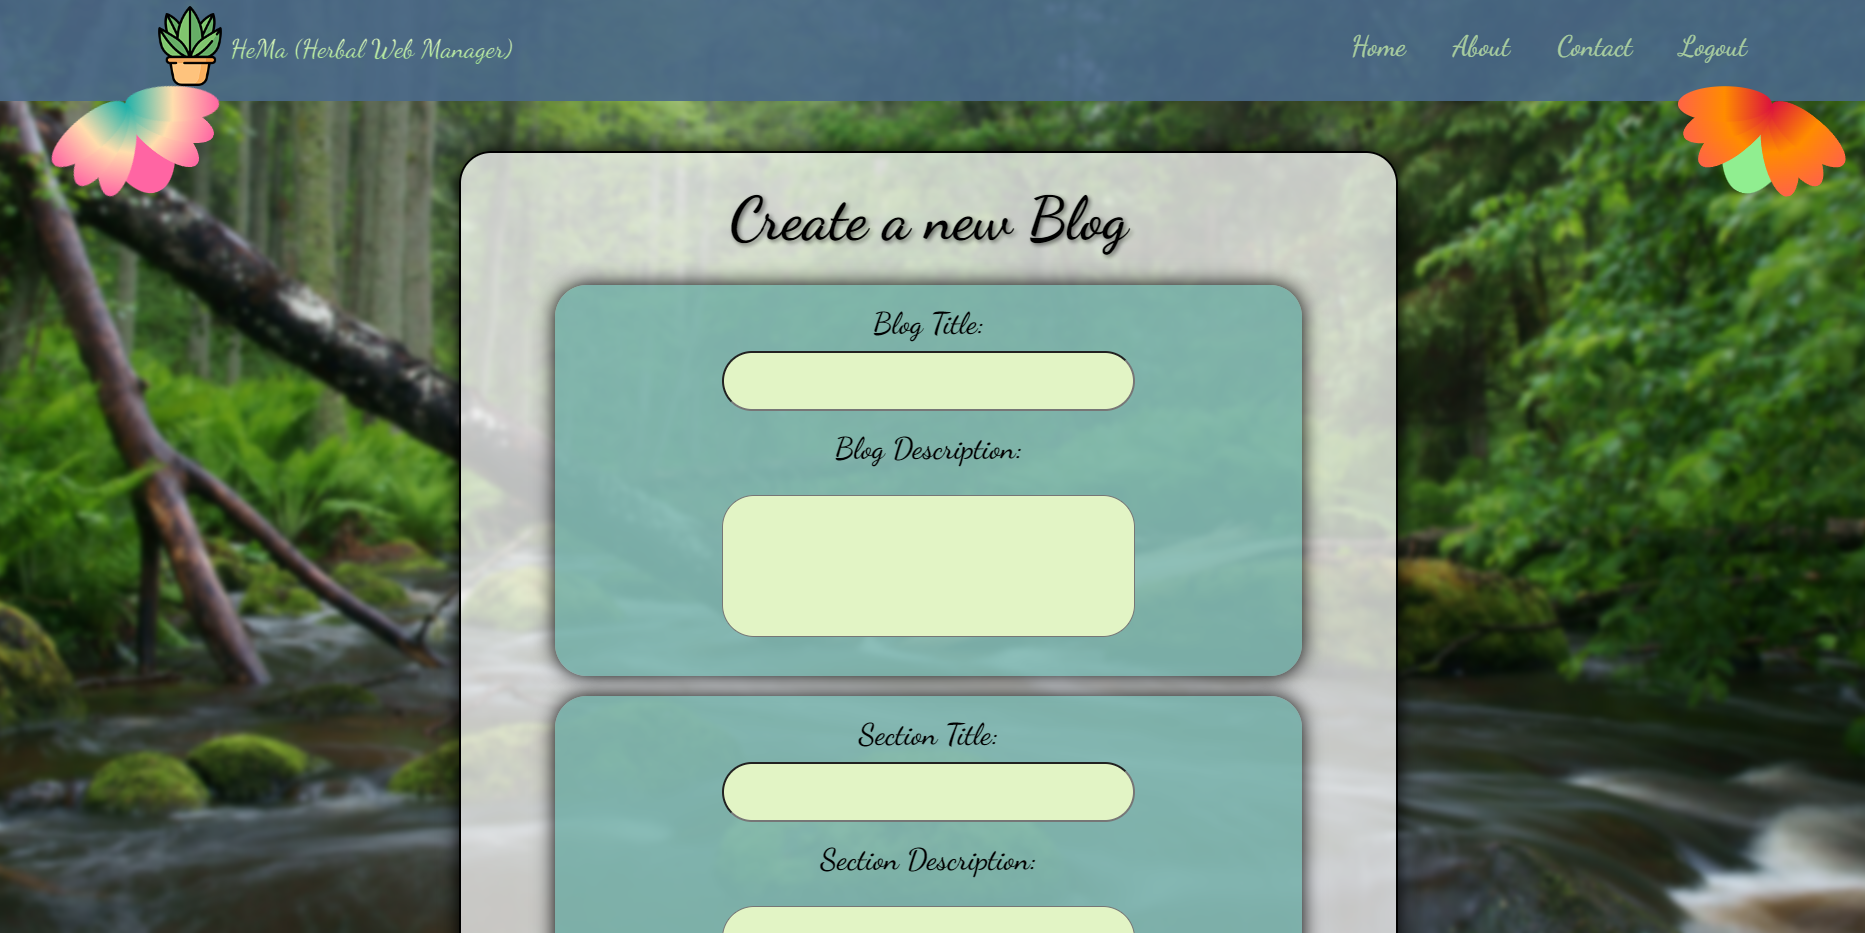 HeMa (Herbal Web Manager)
Home About Contact Logout
Create a new Blog
Blog Title:
Blog Description:
Section Title:
Section Description: